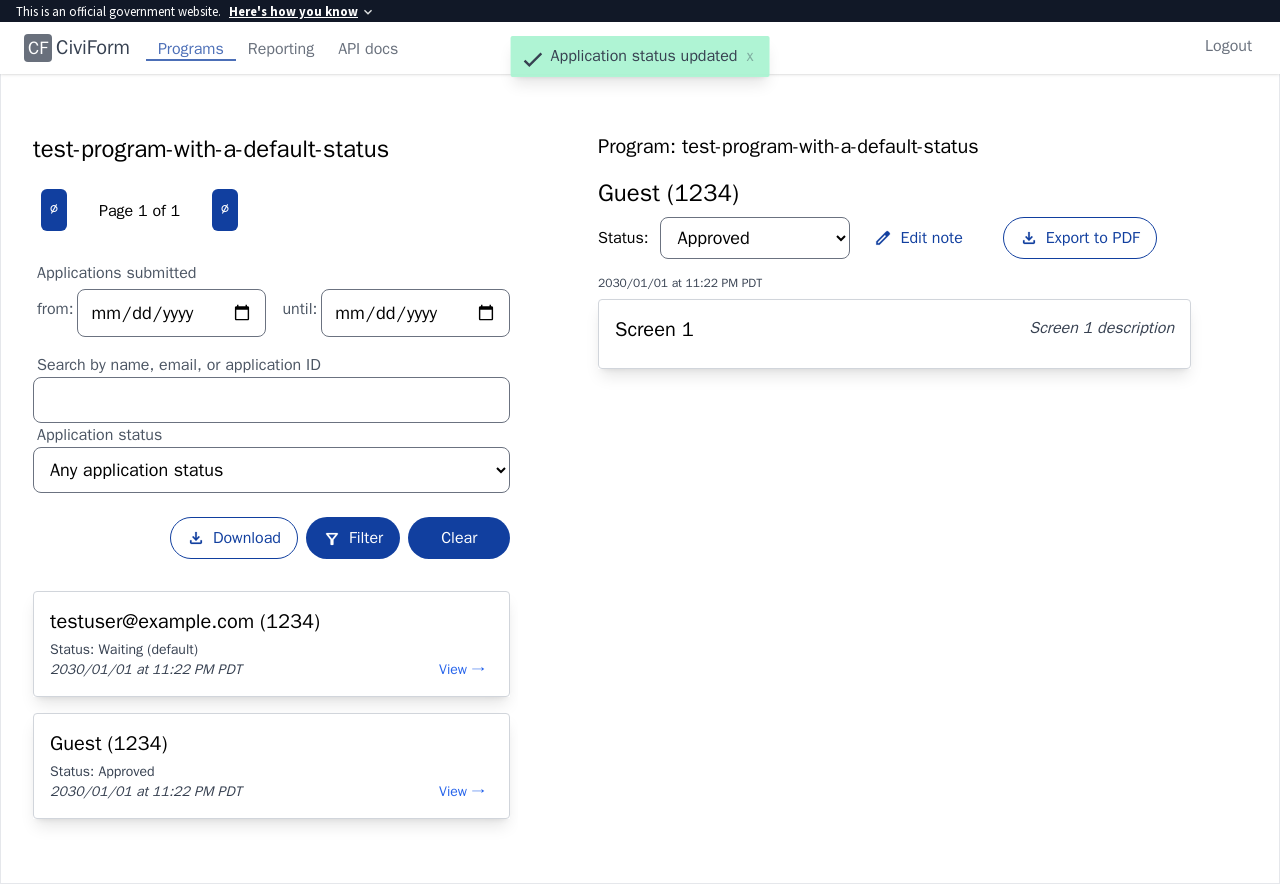 This is an official government website. Here's how you know
CF CiviForm Programs Reporting API docs
Application status updated x
Logout
test-program-with-a-default-status
∅ Page 1 of 1 ∅
Applications submitted
from: mm/dd/yyyy until: mm/dd/yyyy
Search by name, email, or application ID
Application status
Any application status
Download Filter Clear
testuser@example.com (1234)
Status: Waiting (default)
2030/01/01 at 11:22 PM PDT View →
Guest (1234)
Status: Approved
2030/01/01 at 11:22 PM PDT View →
Program: test-program-with-a-default-status
Guest (1234)
Status: Approved Edit note Export to PDF
2030/01/01 at 11:22 PM PDT
Screen 1 Screen 1 description